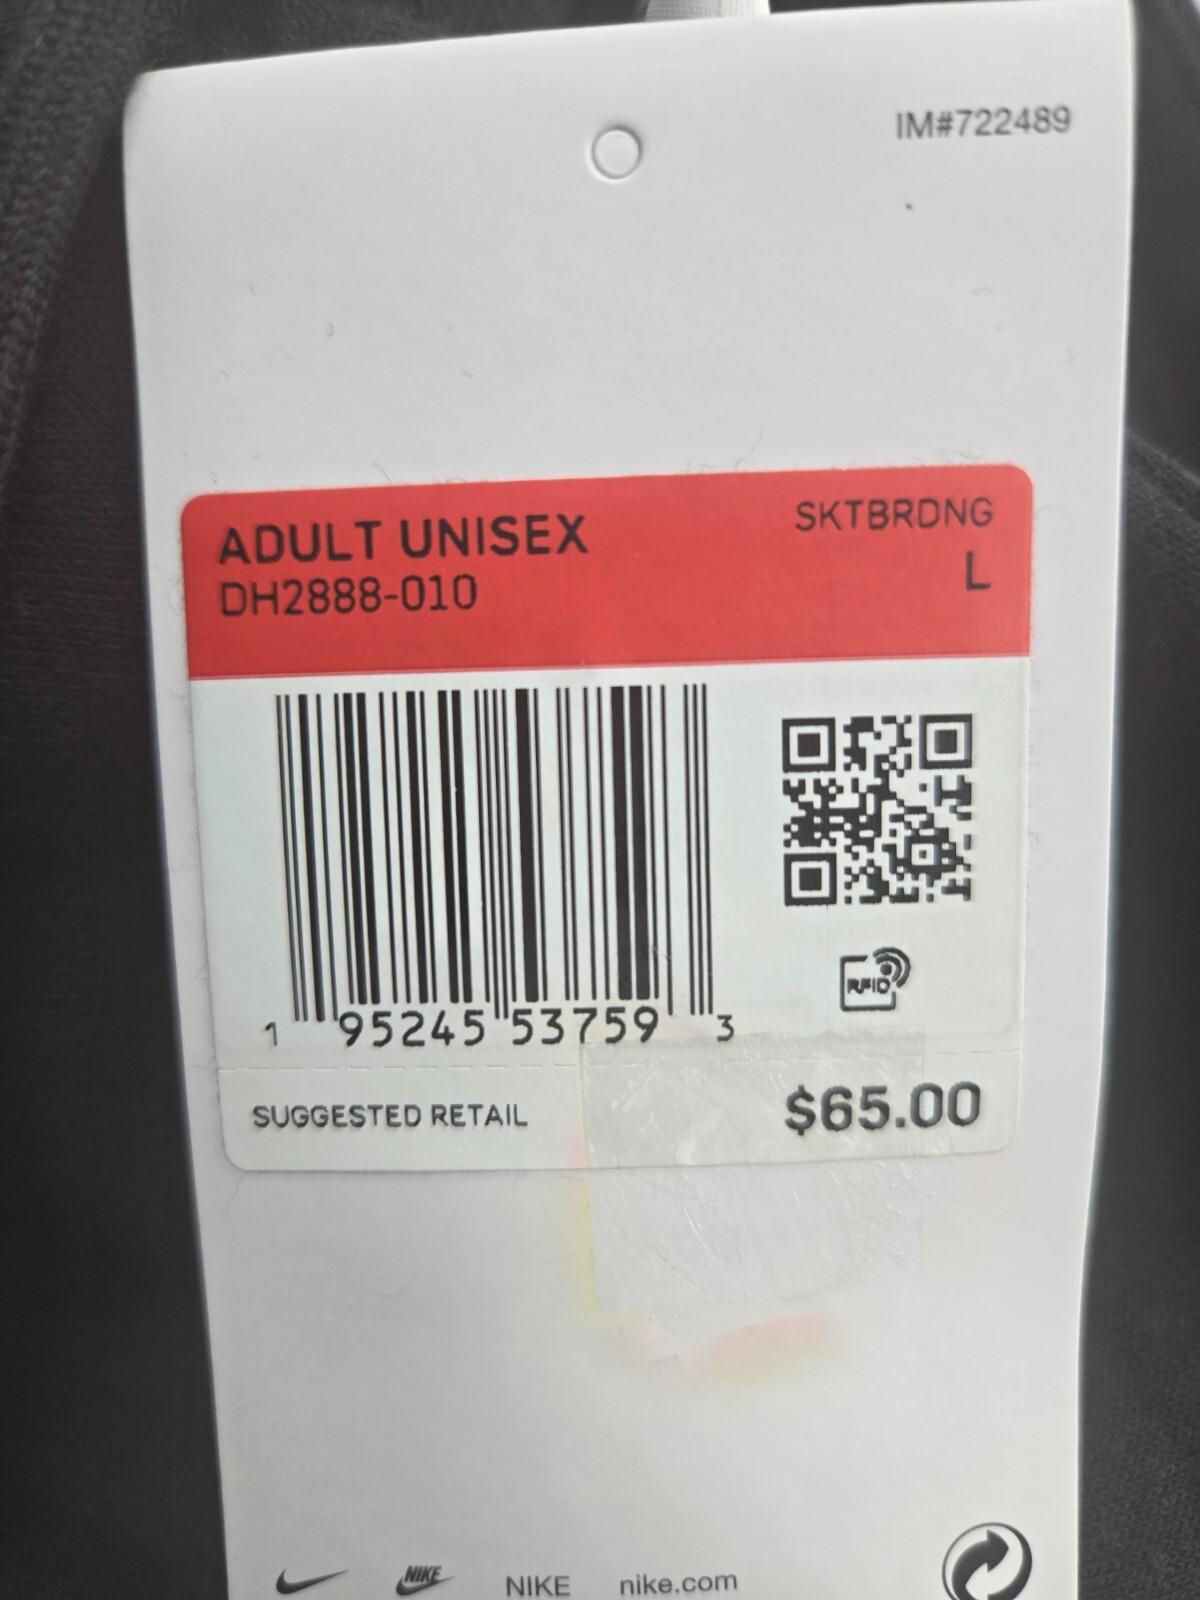 IM#722489
ADULT UNISEX
SKTBRDNG
DH2888-010
L
RFID
1 95245 53759 3
SUGGESTED RETAIL
$65.00
NIKE
NIKE
nike.com